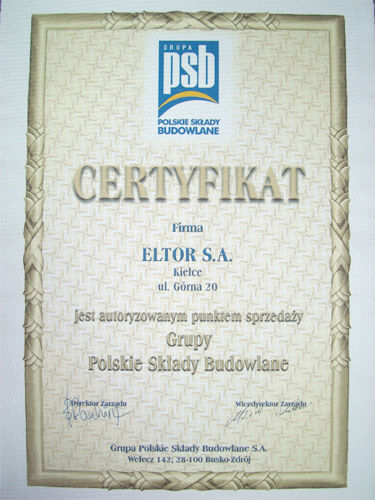 GRUPA
psb
POLSKIE SKŁADY
BUDOWLANE
CERTYFIKAT
Firma
ELTOR S.A.
Kielce
ul. Górna 20
jest autoryzowanym punktem sprzedaży
Grupy
Polskie Składy Budowlane
Dyrektor Zarządu Wicedyrektor Zarządu
Grupa Polskie Składy Budowlane S.A.
Wełecz 142; 28-100 Busko-Zdrój